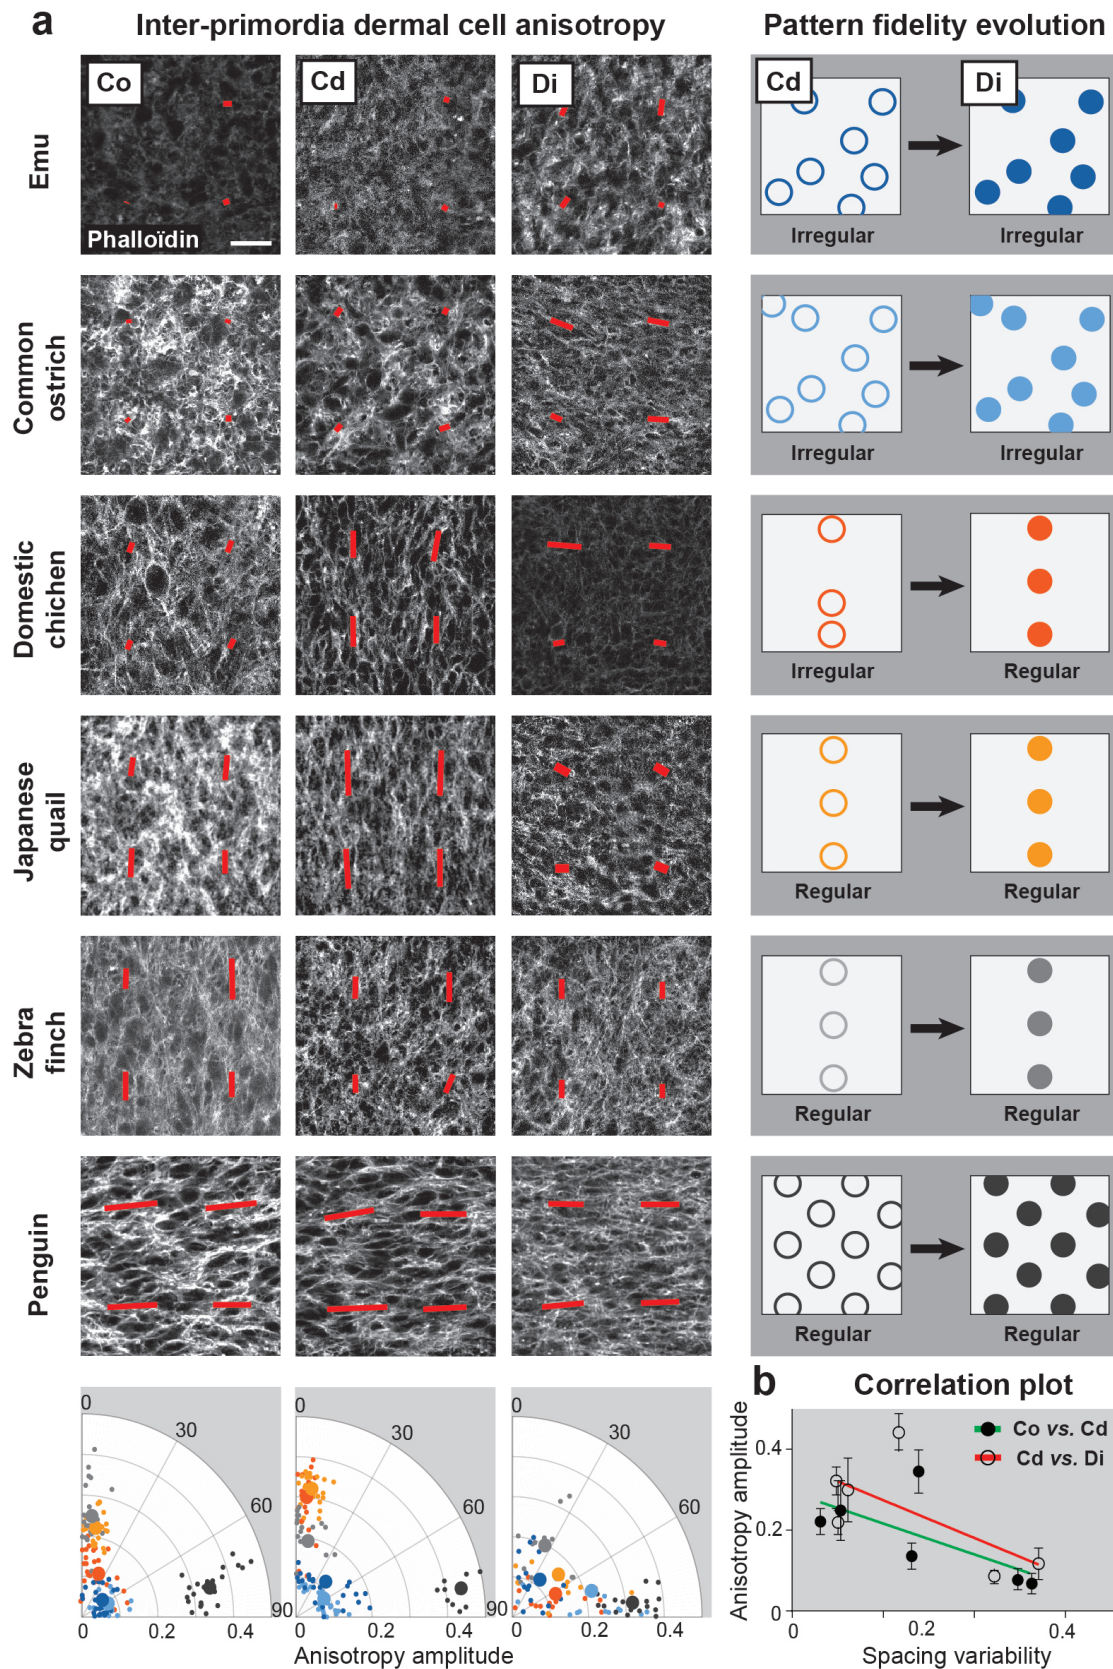 a
Inter-primordia dermal cell anisotropy
Pattern fidelity evolution
Co
Cd
Di
Cd
Di
Emu
Phalloïdin
Irregular
Irregular
Common
ostrich
Irregular
Irregular
Domestic
chichen
Irregular
Regular
Japanese
quail
Regular
Regular
Zebra
finch
Regular
Regular
Penguin
Regular
Regular
0
30
60
90
0
0.2
0.4
0
30
60
90
0
0.2
0.4
0
30
60
90
0
0.2
0.4
Anisotropy amplitude
b
Correlation plot
Anisotropy amplitude
0.4
0.2
0
Co vs. Cd
Cd vs. Di
0
0.2
0.4
Spacing variability